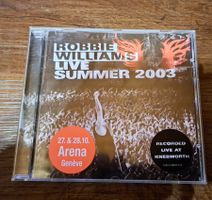 ROBBIE
WILLIAMS
LIVE
SUMMER 2003
27. & 28.10.
Arena
Genève
RECORDED
LIVE AT
KNEBWORTH